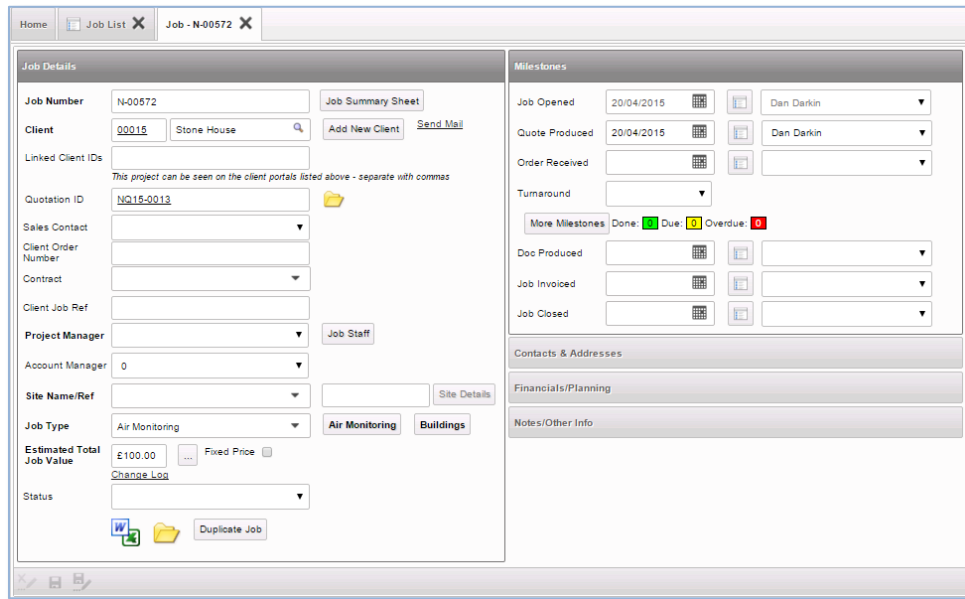 Home
Job List
Job - N-00572
Job Details
Job Number N-00572 Job Summary Sheet
Client 00015 Stone House Add New Client Send Mail
Linked Client IDs
This project can be seen on the client portals listed above - separate with commas
Quotation ID NQ15-0013
Sales Contact
Client Order
Number
Contract
Client Job Ref
Project Manager Job Staff
Account Manager 0
Site Name/Ref Site Details
Job Type Air Monitoring Air Monitoring Buildings
Estimated Total
Job Value £100.00 ... Fixed Price
Change Log
Status
Duplicate Job
Milestones
Job Opened 20/04/2015 Dan Darkin
Quote Produced 20/04/2015 Dan Darkin
Order Received
Turnaround
More Milestones Done: 0 Due: 0 Overdue: 0
Doc Produced
Job Invoiced
Job Closed
Contacts & Addresses
Financials/Planning
Notes/Other Info